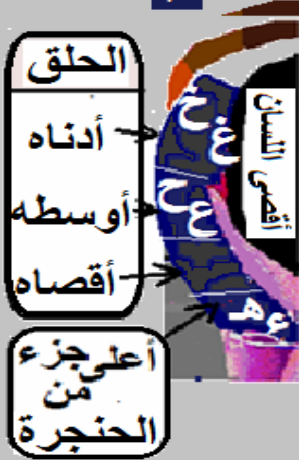 الحلق
أدناه
أوسطه
أقصاه
أعلى جزء
من
الحنجرة
أقصى اللسان
غ خ
ع ح
ء هـ